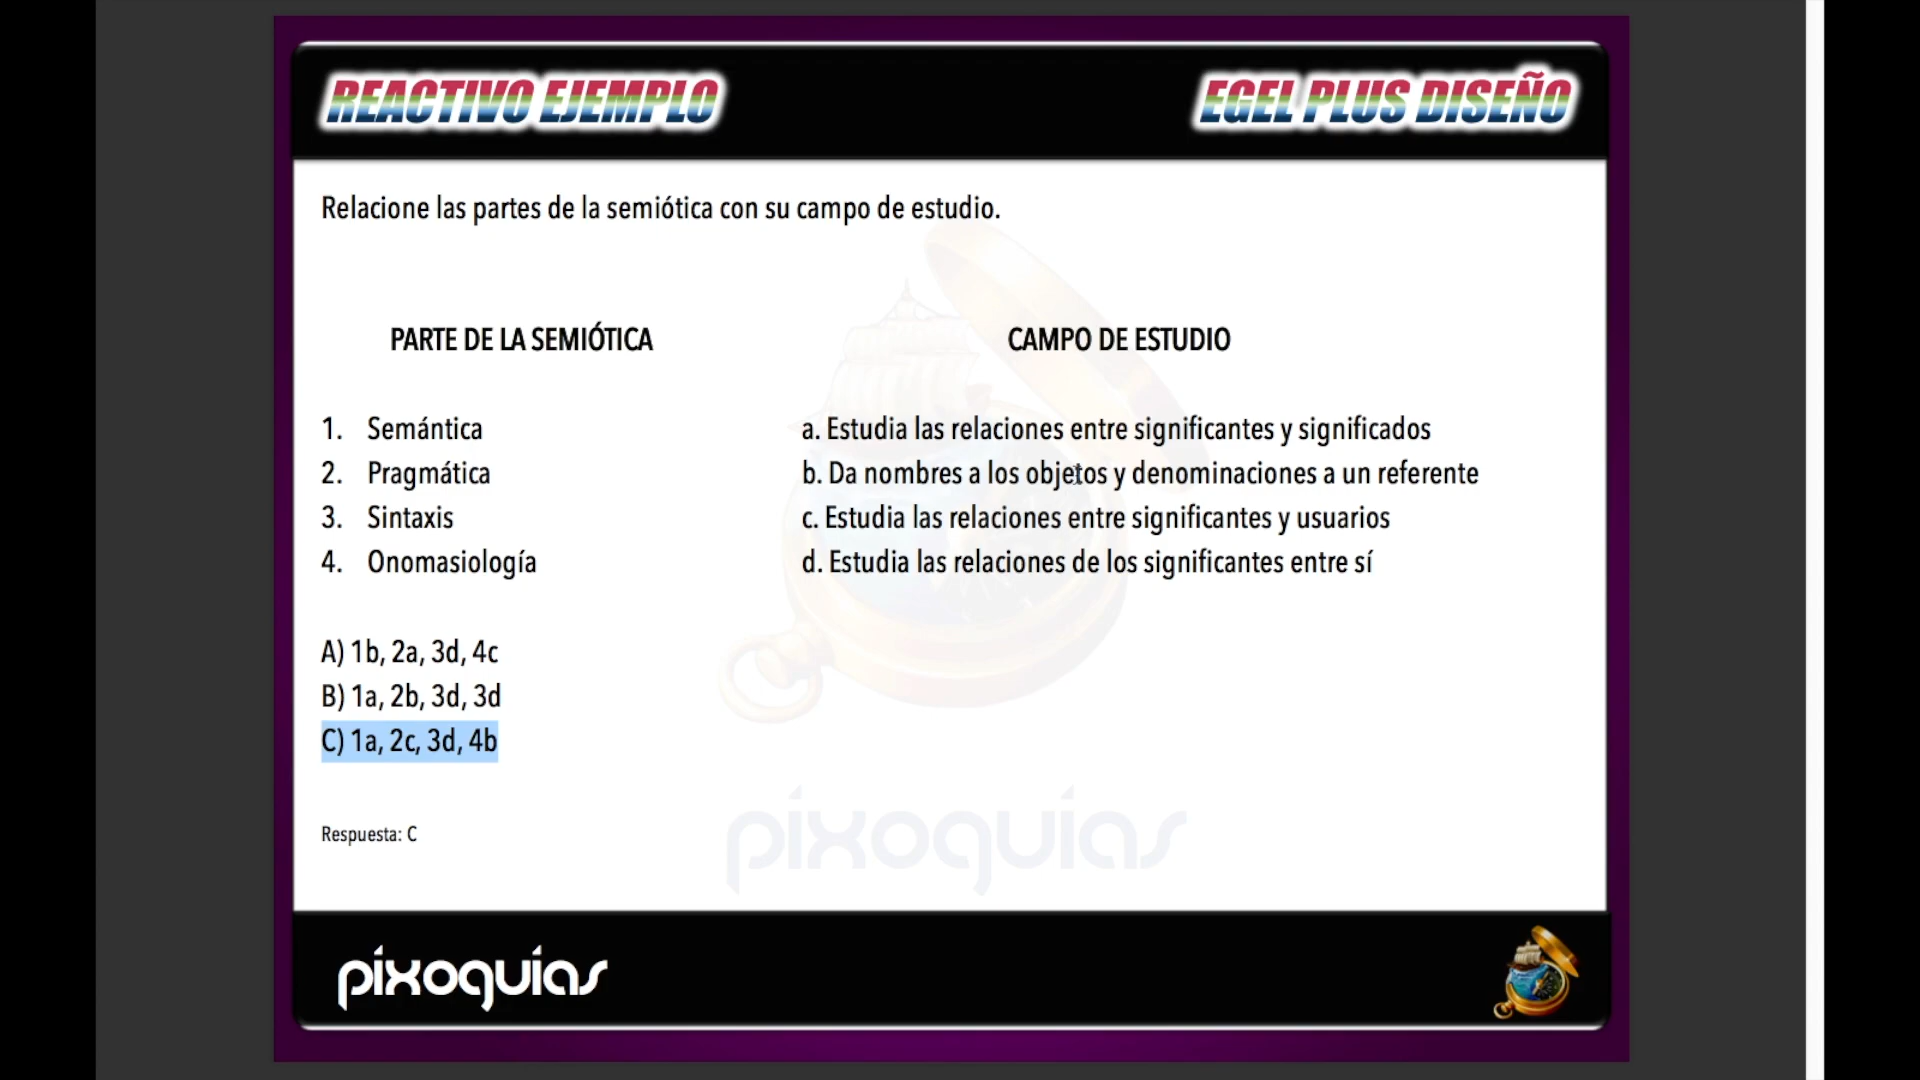 REACTIVO EJEMPLO
EGEL PLUS DISEÑO
Relacione las partes de la semiótica con su campo de estudio.
PARTE DE LA SEMIÓTICA
CAMPO DE ESTUDIO
1. Semántica
2. Pragmática
3. Sintaxis
4. Onomasiología
a. Estudia las relaciones entre significantes y significados
b. Da nombres a los objetos y denominaciones a un referente
c. Estudia las relaciones entre significantes y usuarios
d. Estudia las relaciones de los significantes entre sí
A) 1b, 2a, 3d, 4c
B) 1a, 2b, 3d, 3d
C) 1a, 2c, 3d, 4b
Respuesta: C
pixoguias
pixoguias